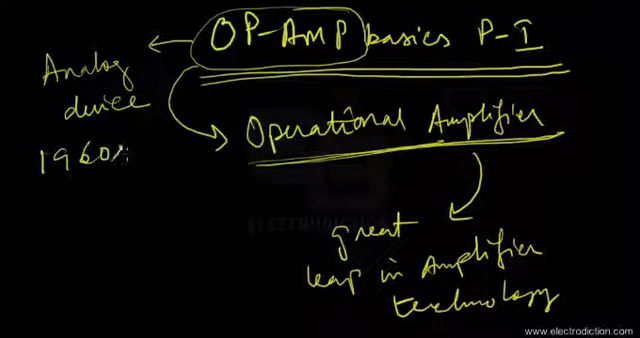 OP-AMP basics P-I
Analog
device
1960
Operational Amplifier
great
leap in Amplifier
technology
www.electrodiction.com